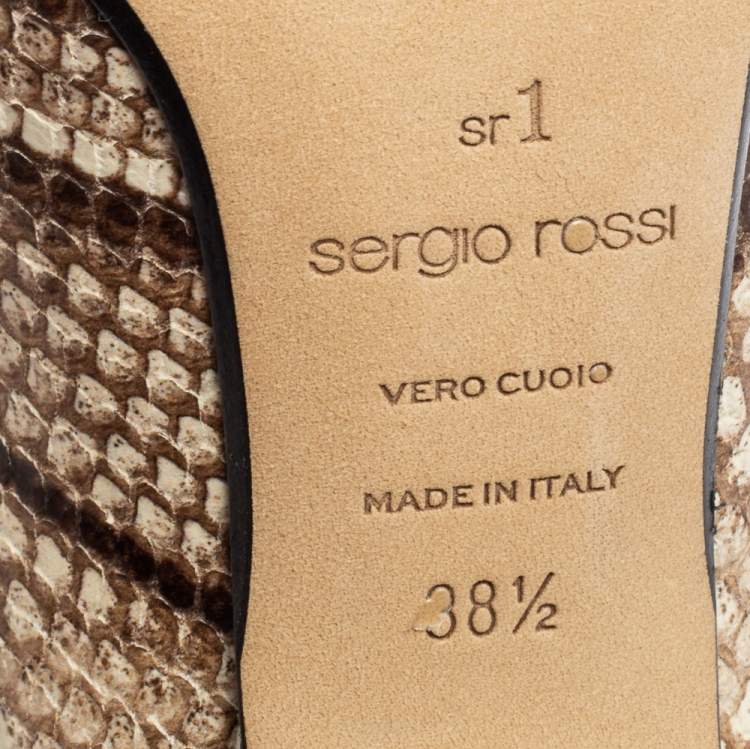 sr1
sergio rossi
VERO CUOIO
MADE IN ITALY
38½